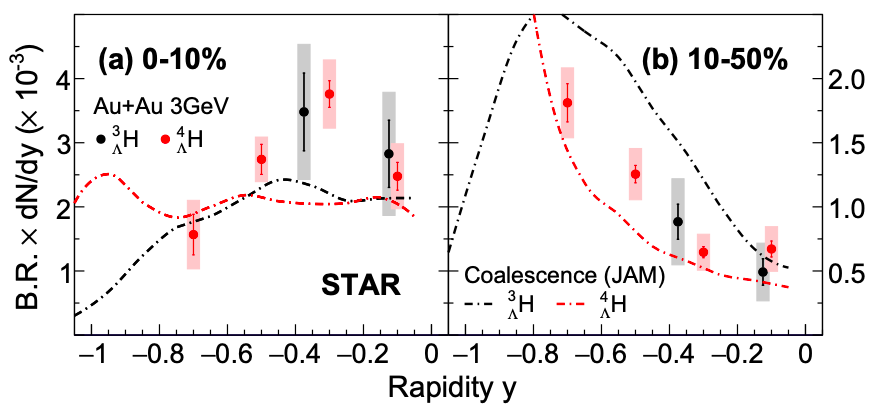 B.R. × dN/dy (× 10⁻³)
4
3
2
1
(a) 0-10%
Au+Au 3GeV
³ΛH ⁴ΛH
STAR
(b) 10-50%
2.0
1.5
1.0
0.5
Coalescence (JAM)
³ΛH ⁴ΛH
−1 −0.8 −0.6 −0.4 −0.2 0 −1 −0.8 −0.6 −0.4 −0.2 0
Rapidity y